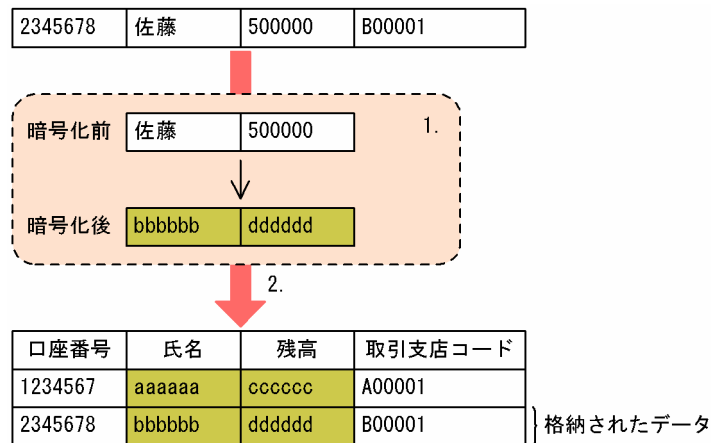 2345678 佐藤 500000 B00001
暗号化前 佐藤 500000 1.
暗号化後 bbbbbb dddddd
2.
口座番号 氏名 残高 取引支店コード
1234567 aaaaaa cccccc A00001
2345678 bbbbbb dddddd B00001 格納されたデータ